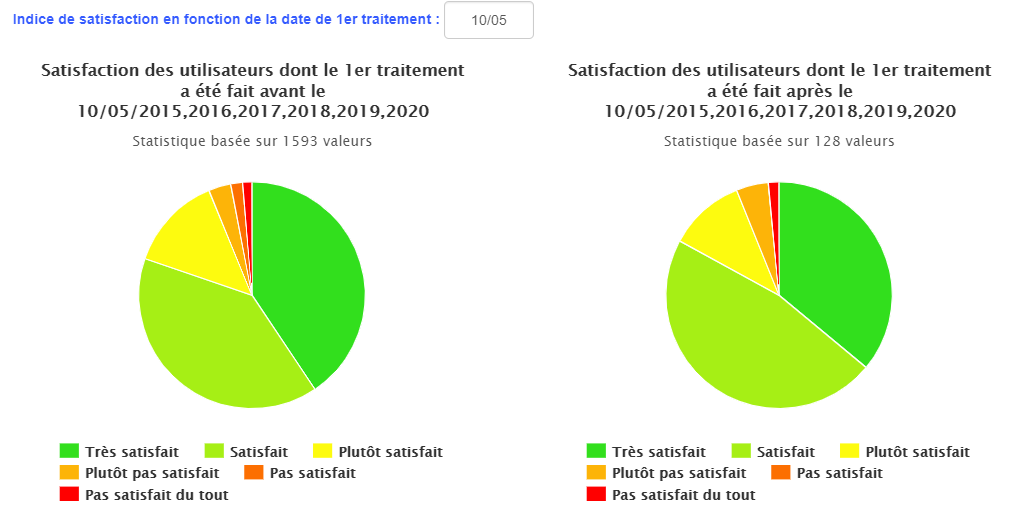 Indice de satisfaction en fonction de la date de 1er traitement : 10/05
Satisfaction des utilisateurs dont le 1er traitement
a été fait avant le
10/05/2015,2016,2017,2018,2019,2020
Statistique basée sur 1593 valeurs
Très satisfait Satisfait Plutôt satisfait
Plutôt pas satisfait Pas satisfait
Pas satisfait du tout
Satisfaction des utilisateurs dont le 1er traitement
a été fait après le
10/05/2015,2016,2017,2018,2019,2020
Statistique basée sur 128 valeurs
Très satisfait Satisfait Plutôt satisfait
Plutôt pas satisfait Pas satisfait
Pas satisfait du tout